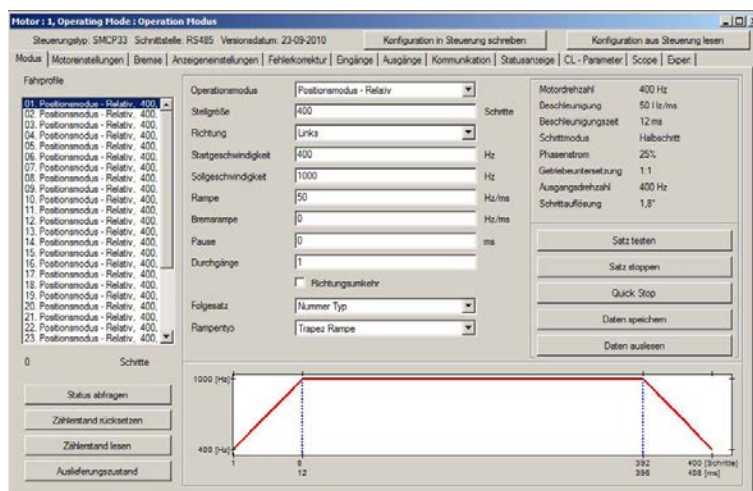 Motor : 1, Operating Mode : Operation Modus
Steuerungstyp: SMCP33 Schnittstelle: RS485 Versionsdatum: 23-09-2010
Konfiguration in Steuerung schreiben
Konfiguration aus Steuerung lesen
Modus Motoreinstellungen Bremse Anzeigeneinstellungen Fehlerkorrektur Eingänge Ausgänge Kommunikation Statusanzeige CL - Parameter Scope Exper.
Fahrprofile
01. Positionsmodus - Relativ, 400,
02. Positionsmodus - Relativ, 400,
03. Positionsmodus - Relativ, 400,
04. Positionsmodus - Relativ, 400,
05. Positionsmodus - Relativ, 400,
06. Positionsmodus - Relativ, 400,
07. Positionsmodus - Relativ, 400,
08. Positionsmodus - Relativ, 400,
09. Positionsmodus - Relativ, 400,
10. Positionsmodus - Relativ, 400,
11. Positionsmodus - Relativ, 400,
12. Positionsmodus - Relativ, 400,
13. Positionsmodus - Relativ, 400,
14. Positionsmodus - Relativ, 400,
15. Positionsmodus - Relativ, 400,
16. Positionsmodus - Relativ, 400,
17. Positionsmodus - Relativ, 400,
18. Positionsmodus - Relativ, 400,
19. Positionsmodus - Relativ, 400,
20. Positionsmodus - Relativ, 400,
21. Positionsmodus - Relativ, 400,
22. Positionsmodus - Relativ, 400,
23. Positionsmodus - Relativ, 400,
0 Schritte
Status abfragen
Zählerstand rücksetzen
Zählerstand lesen
Auslieferungszustand
Operationsmodus Positionsmodus - Relativ
Stellgröße 400 Schritte
Richtung Links
Startgeschwindigkeit 400 Hz
Sollgeschwindigkeit 1000 Hz
Rampe 50 Hz/ms
Bremsrampe 0 Hz/ms
Pause 0 ms
Durchgänge 1
Richtungsumkehr
Folgesatz Nummer Typ
Rampentyp Trapez Rampe
Motordrehzahl 400 Hz
Beschleunigung 50 Hz/ms
Beschleunigungszeit 12 ms
Schrittmodus Halbschritt
Phasenstrom 25%
Getriebeuntersetzung 1:1
Ausgangsdrehzahl 400 Hz
Schrittauflösung 1,8°
Satz testen
Satz stoppen
Quick Stop
Daten speichern
Daten auslesen
1000 [Hz]
400 [Hz]
1 8 392 400 [Schritte]
12 396 408 [ms]